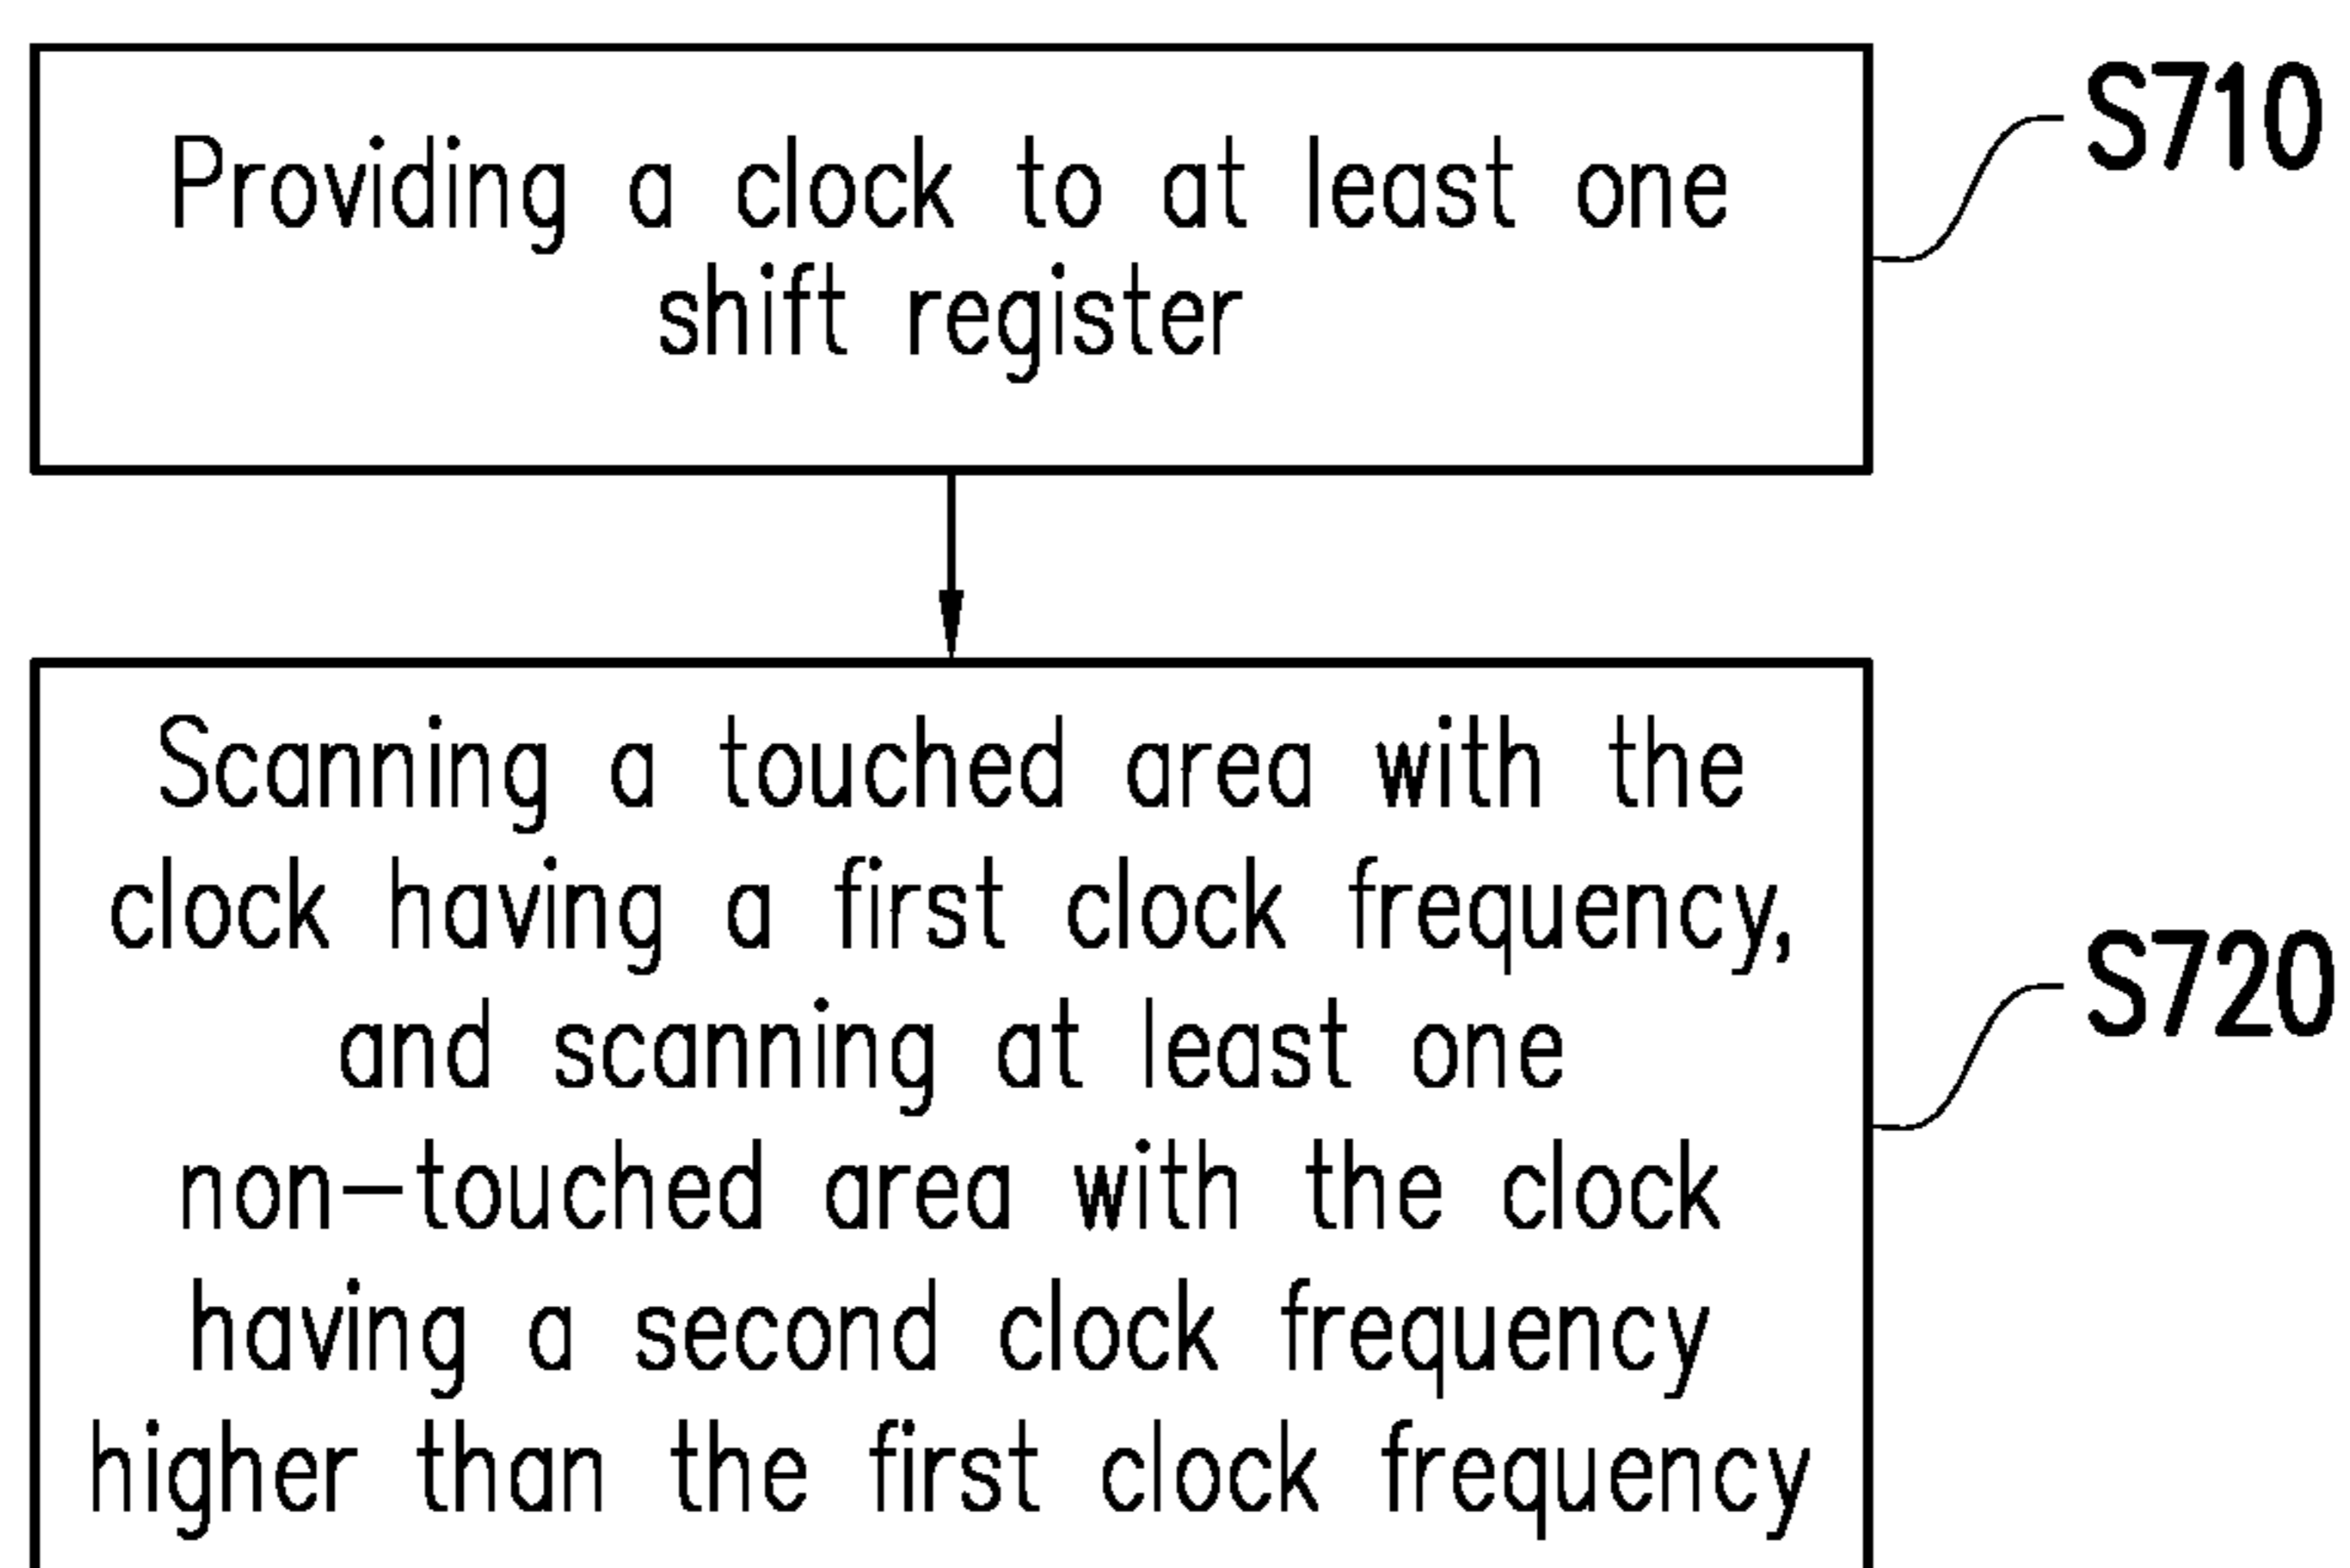 Providing a clock to at least one
shift register
S710
Scanning a touched area with the
clock having a first clock frequency,
and scanning at least one
non-touched area with the clock
having a second clock frequency
higher than the first clock frequency
S720